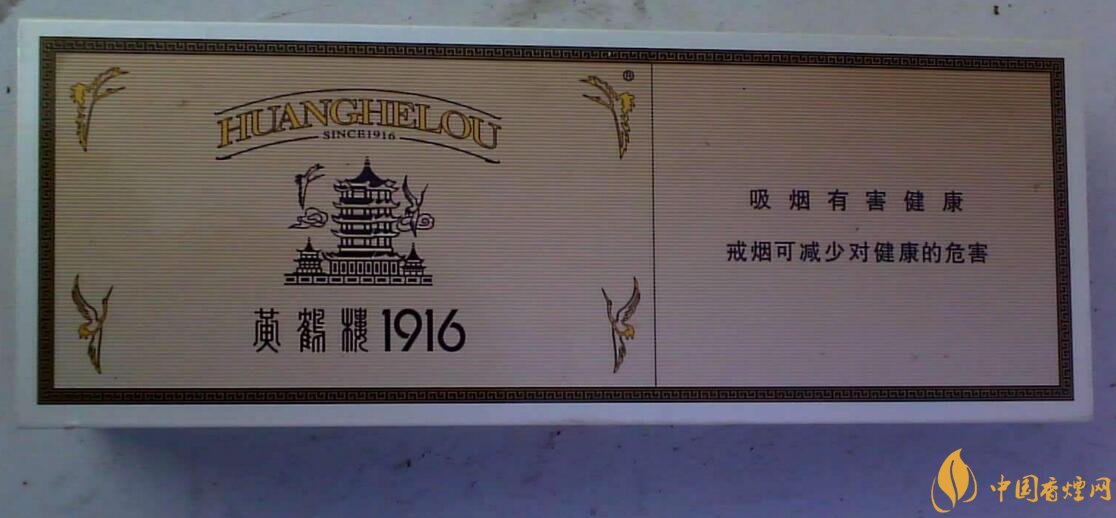 HUANGHELOU
SINCE1916
®
黄鹤楼1916
吸烟有害健康
戒烟可减少对健康的危害
中国香烟网